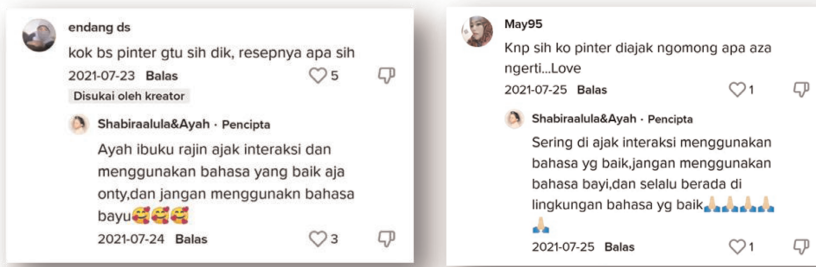 endang ds
kok bs pinter gtu sih dik, resepnya apa sih
2021-07-23 Balas 5
Disukai oleh kreator
Shabiraalula&Ayah · Pencipta
Ayah ibuku rajin ajak interaksi dan
menggunakan bahasa yang baik aja
onty,dan jangan menggunakn bahasa
bayu🥰🥰🥰
2021-07-24 Balas 3
May95
Knp sih ko pinter diajak ngomong apa aza
ngerti...Love
2021-07-25 Balas 1
Shabiraalula&Ayah · Pencipta
Sering di ajak interaksi menggunakan
bahasa yg baik,jangan menggunakan
bahasa bayi,dan selalu berada di
lingkungan bahasa yg baik🙏🏻🙏🏻🙏🏻🙏🏻
🙏🏻
2021-07-25 Balas 1